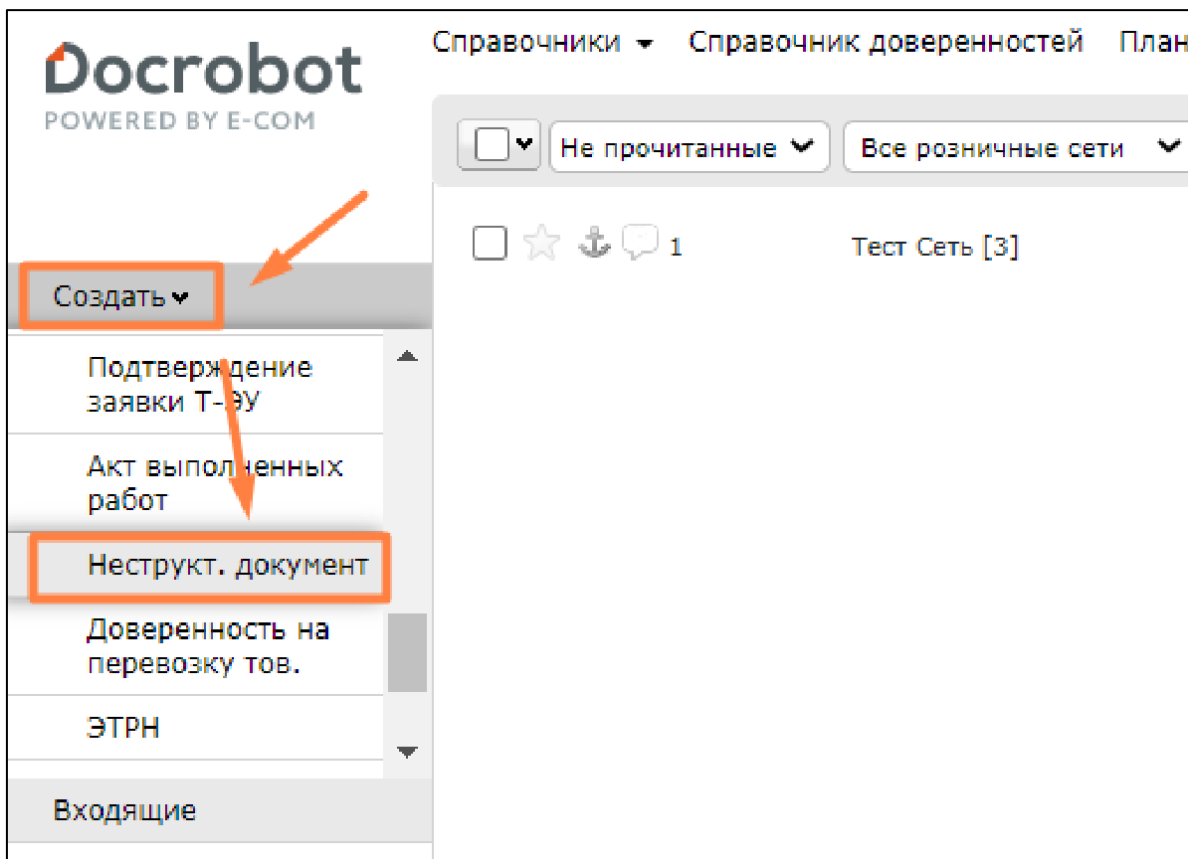 Docrobot
POWERED BY E-COM
Справочники Справочник доверенностей План
Не прочитанные Все розничные сети
1 Тест Сеть [3]
Создать
Подтверждение
заявки Т-ЭУ
Акт выполненных
работ
Неструкт. документ
Доверенность на
перевозку тов.
ЭТРН
Входящие